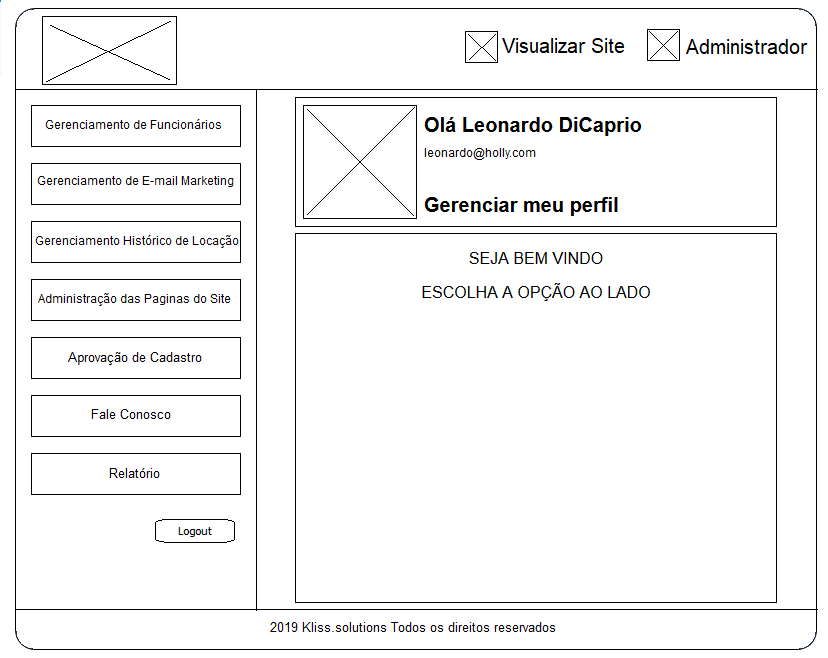 Visualizar Site
Administrador
Gerenciamento de Funcionários
Gerenciamento de E-mail Marketing
Gerenciamento Histórico de Locação
Administração das Paginas do Site
Aprovação de Cadastro
Fale Conosco
Relatório
Logout
Olá Leonardo DiCaprio
leonardo@holly.com
Gerenciar meu perfil
SEJA BEM VINDO
ESCOLHA A OPÇÃO AO LADO
2019 Kliss.solutions Todos os direitos reservados